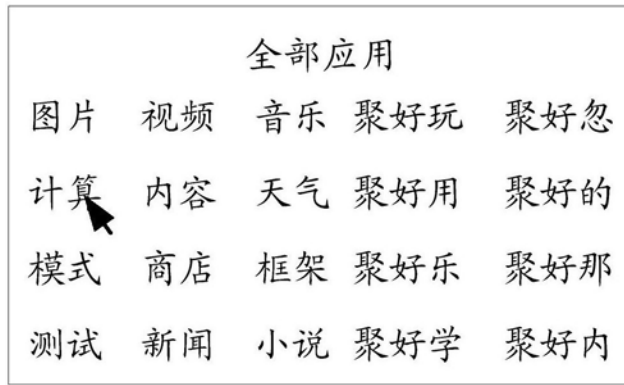 全部应用
图片 视频 音乐 聚好玩 聚好忽
计算 内容 天气 聚好用 聚好的
模式 商店 框架 聚好乐 聚好那
测试 新闻 小说 聚好学 聚好内